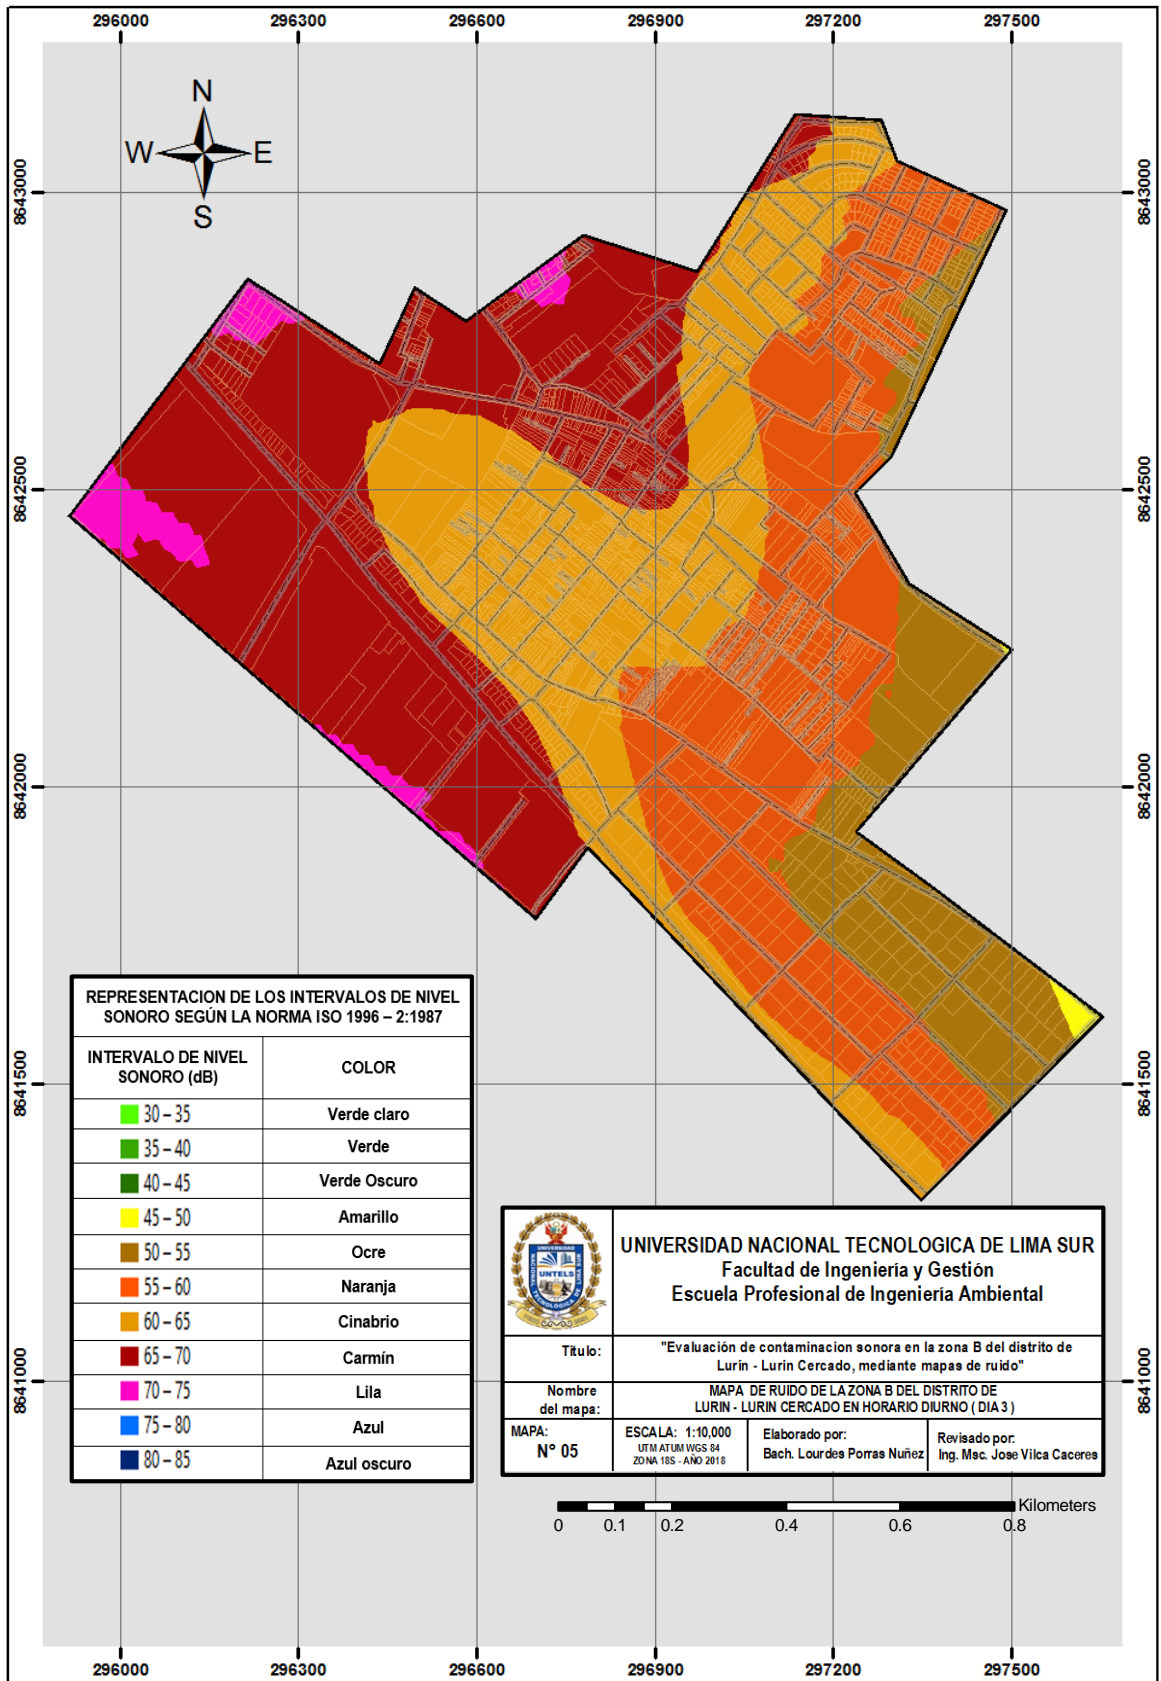 296000 296300 296600 296900 297200 297500
N
W E
S
8643000 8643000
8642500 8642500
8642000 8642000
8641500 8641500
8641000 8641000
REPRESENTACION DE LOS INTERVALOS DE NIVEL
SONORO SEGÚN LA NORMA ISO 1996 – 2:1987
INTERVALO DE NIVEL
SONORO (dB)
COLOR
30 – 35 Verde claro
35 – 40 Verde
40 – 45 Verde Oscuro
45 – 50 Amarillo
50 – 55 Ocre
55 – 60 Naranja
60 – 65 Cinabrio
65 – 70 Carmín
70 – 75 Lila
75 – 80 Azul
80 – 85 Azul oscuro
UNIVERSIDAD
NACIONAL TECNOLÓGICA DE LIMA SUR
UNTELS
UNIVERSIDAD NACIONAL TECNOLOGICA DE LIMA SUR
Facultad de Ingeniería y Gestión
Escuela Profesional de Ingeniería Ambiental
Titulo:
"Evaluación de contaminacion sonora en la zona B del distrito de
Lurín - Lurin Cercado, mediante mapas de ruido"
Nombre
del mapa:
MAPA DE RUIDO DE LA ZONA B DEL DISTRITO DE
LURIN - LURIN CERCADO EN HORARIO DIURNO ( DIA 3 )
MAPA:
N° 05
ESCALA: 1:10,000
UTM ATUM WGS 84
ZONA 18S - AÑO 2018
Elaborado por:
Bach. Lourdes Porras Nuñez
Revisado por:
Ing. Msc. Jose Vilca Caceres
Kilometers
0 0.1 0.2 0.4 0.6 0.8
296000 296300 296600 296900 297200 297500